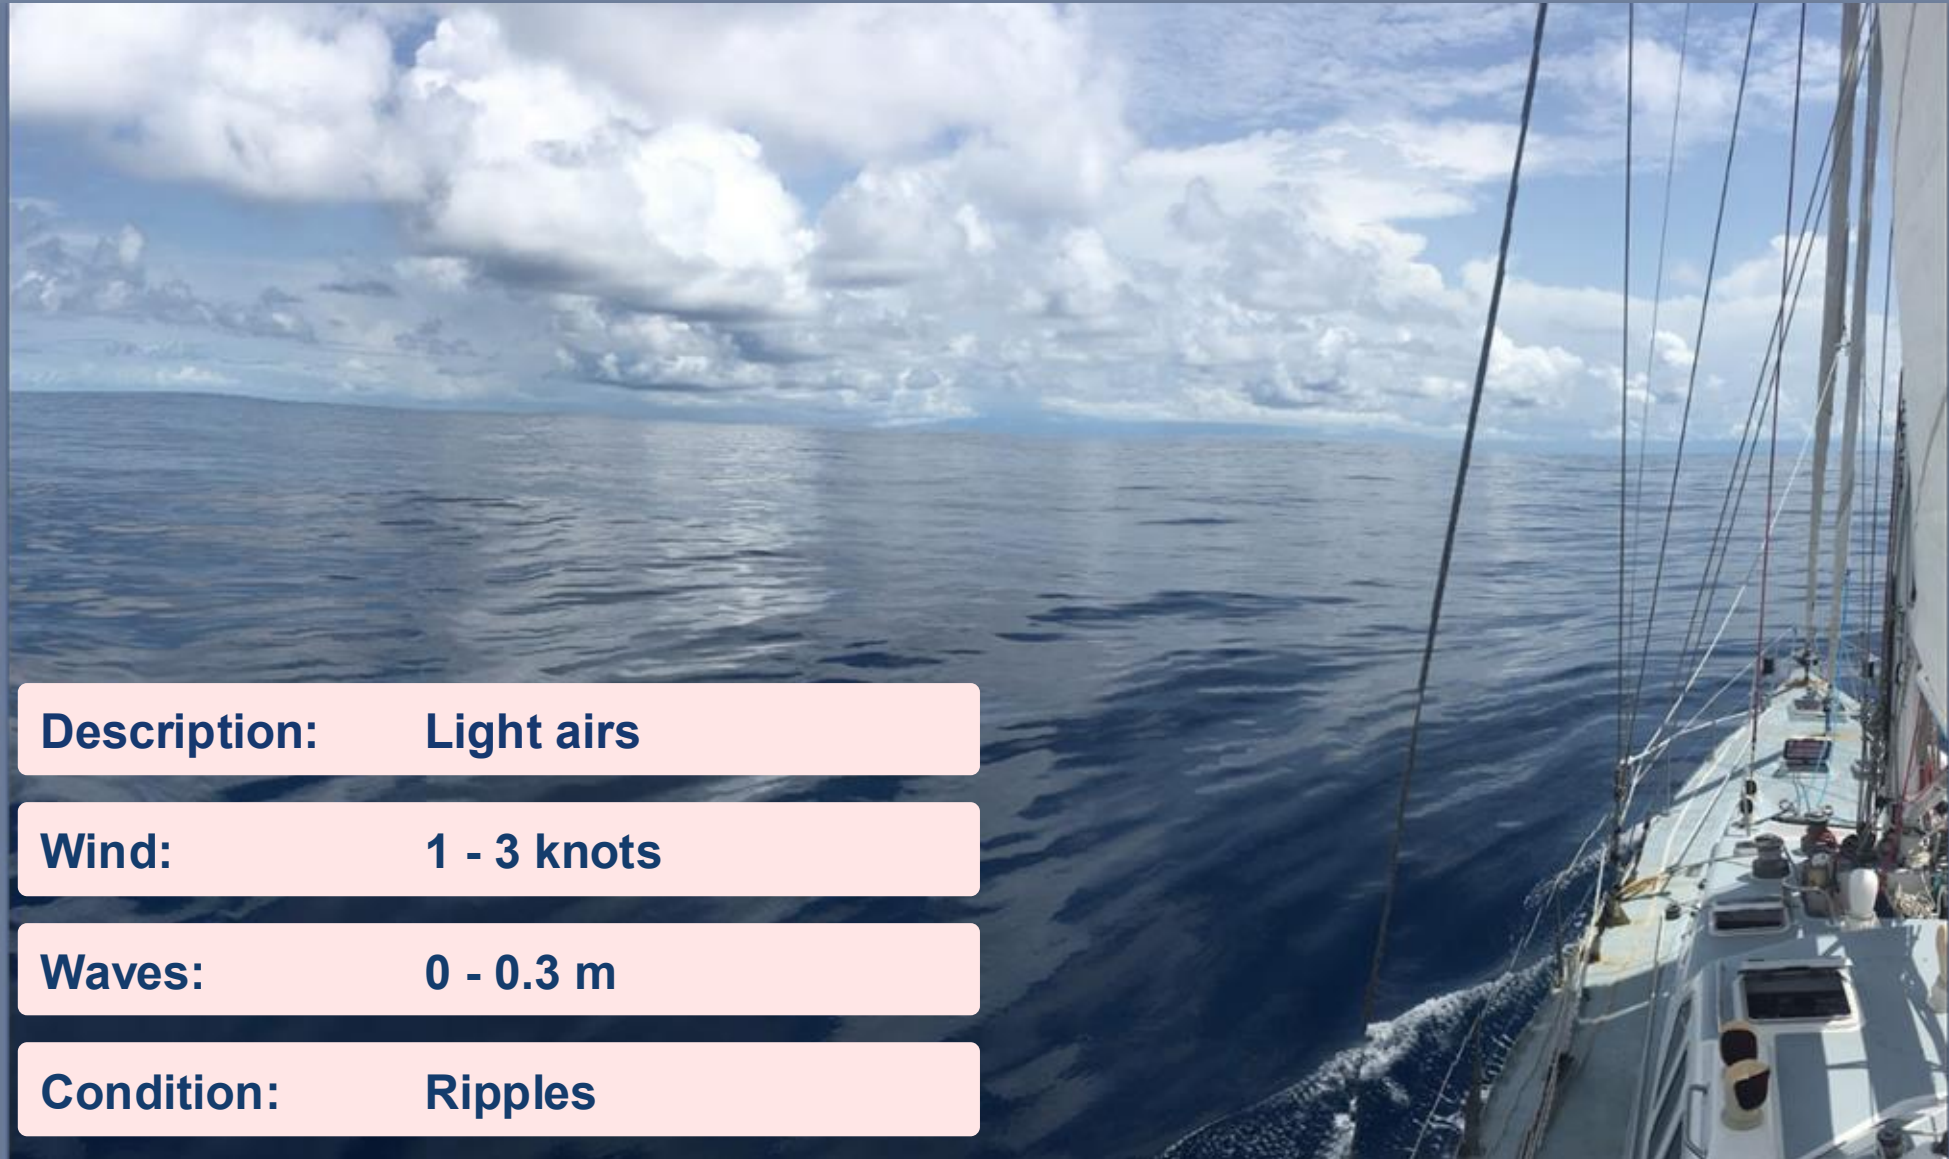 Description: Light airs
Wind: 1 - 3 knots
Waves: 0 - 0.3 m
Condition: Ripples